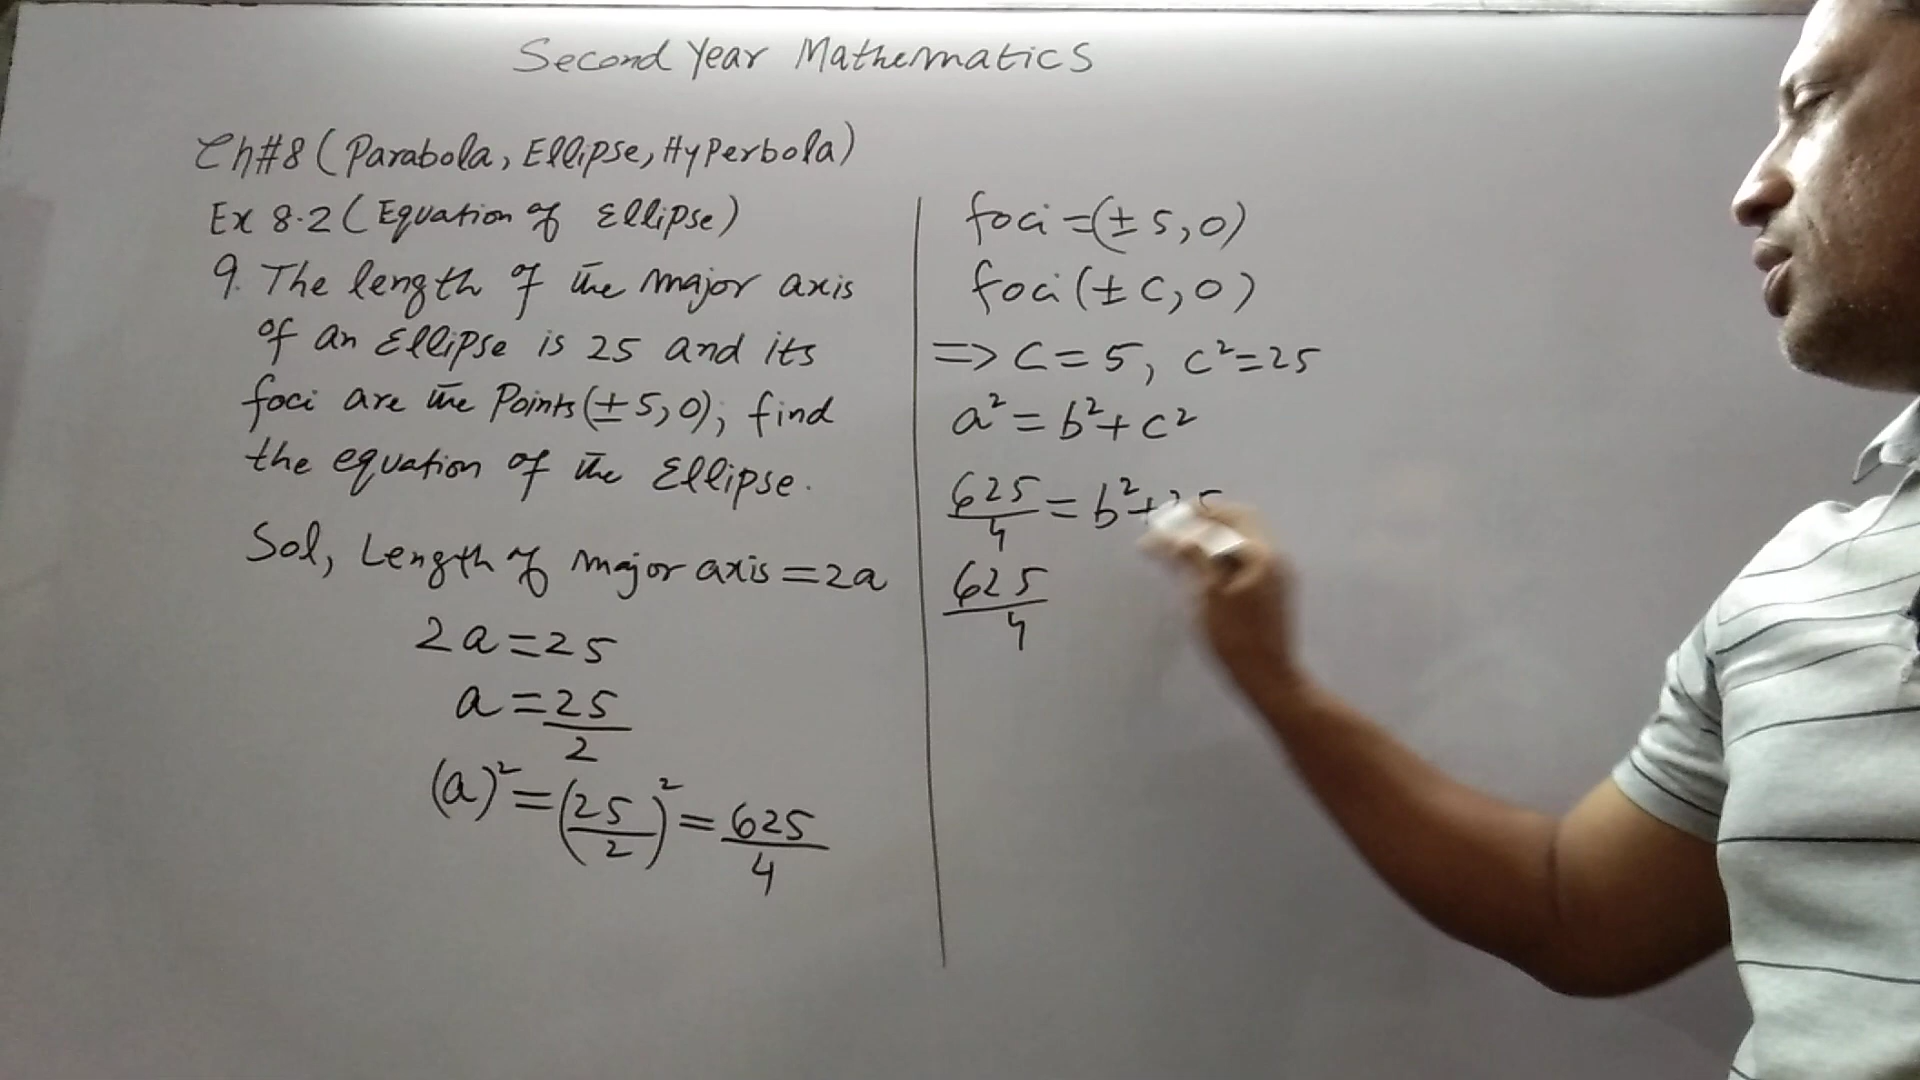 Second Year Mathematics
Ch#8 (Parabola, Ellipse, Hyperbola)
Ex 8.2 (Equation of Ellipse)
9. The length of the major axis
of an Ellipse is 25 and its
foci are the Points (±5,0), find
the equation of the Ellipse.
Sol, Length of major axis = 2a
2a = 25
a = 25/2
(a)² = (25/2)² = 625/4
foci = (±5,0)
foci (±c,0)
=> c = 5, c² = 25
a² = b² + c²
625/4 = b² + 25
625/4